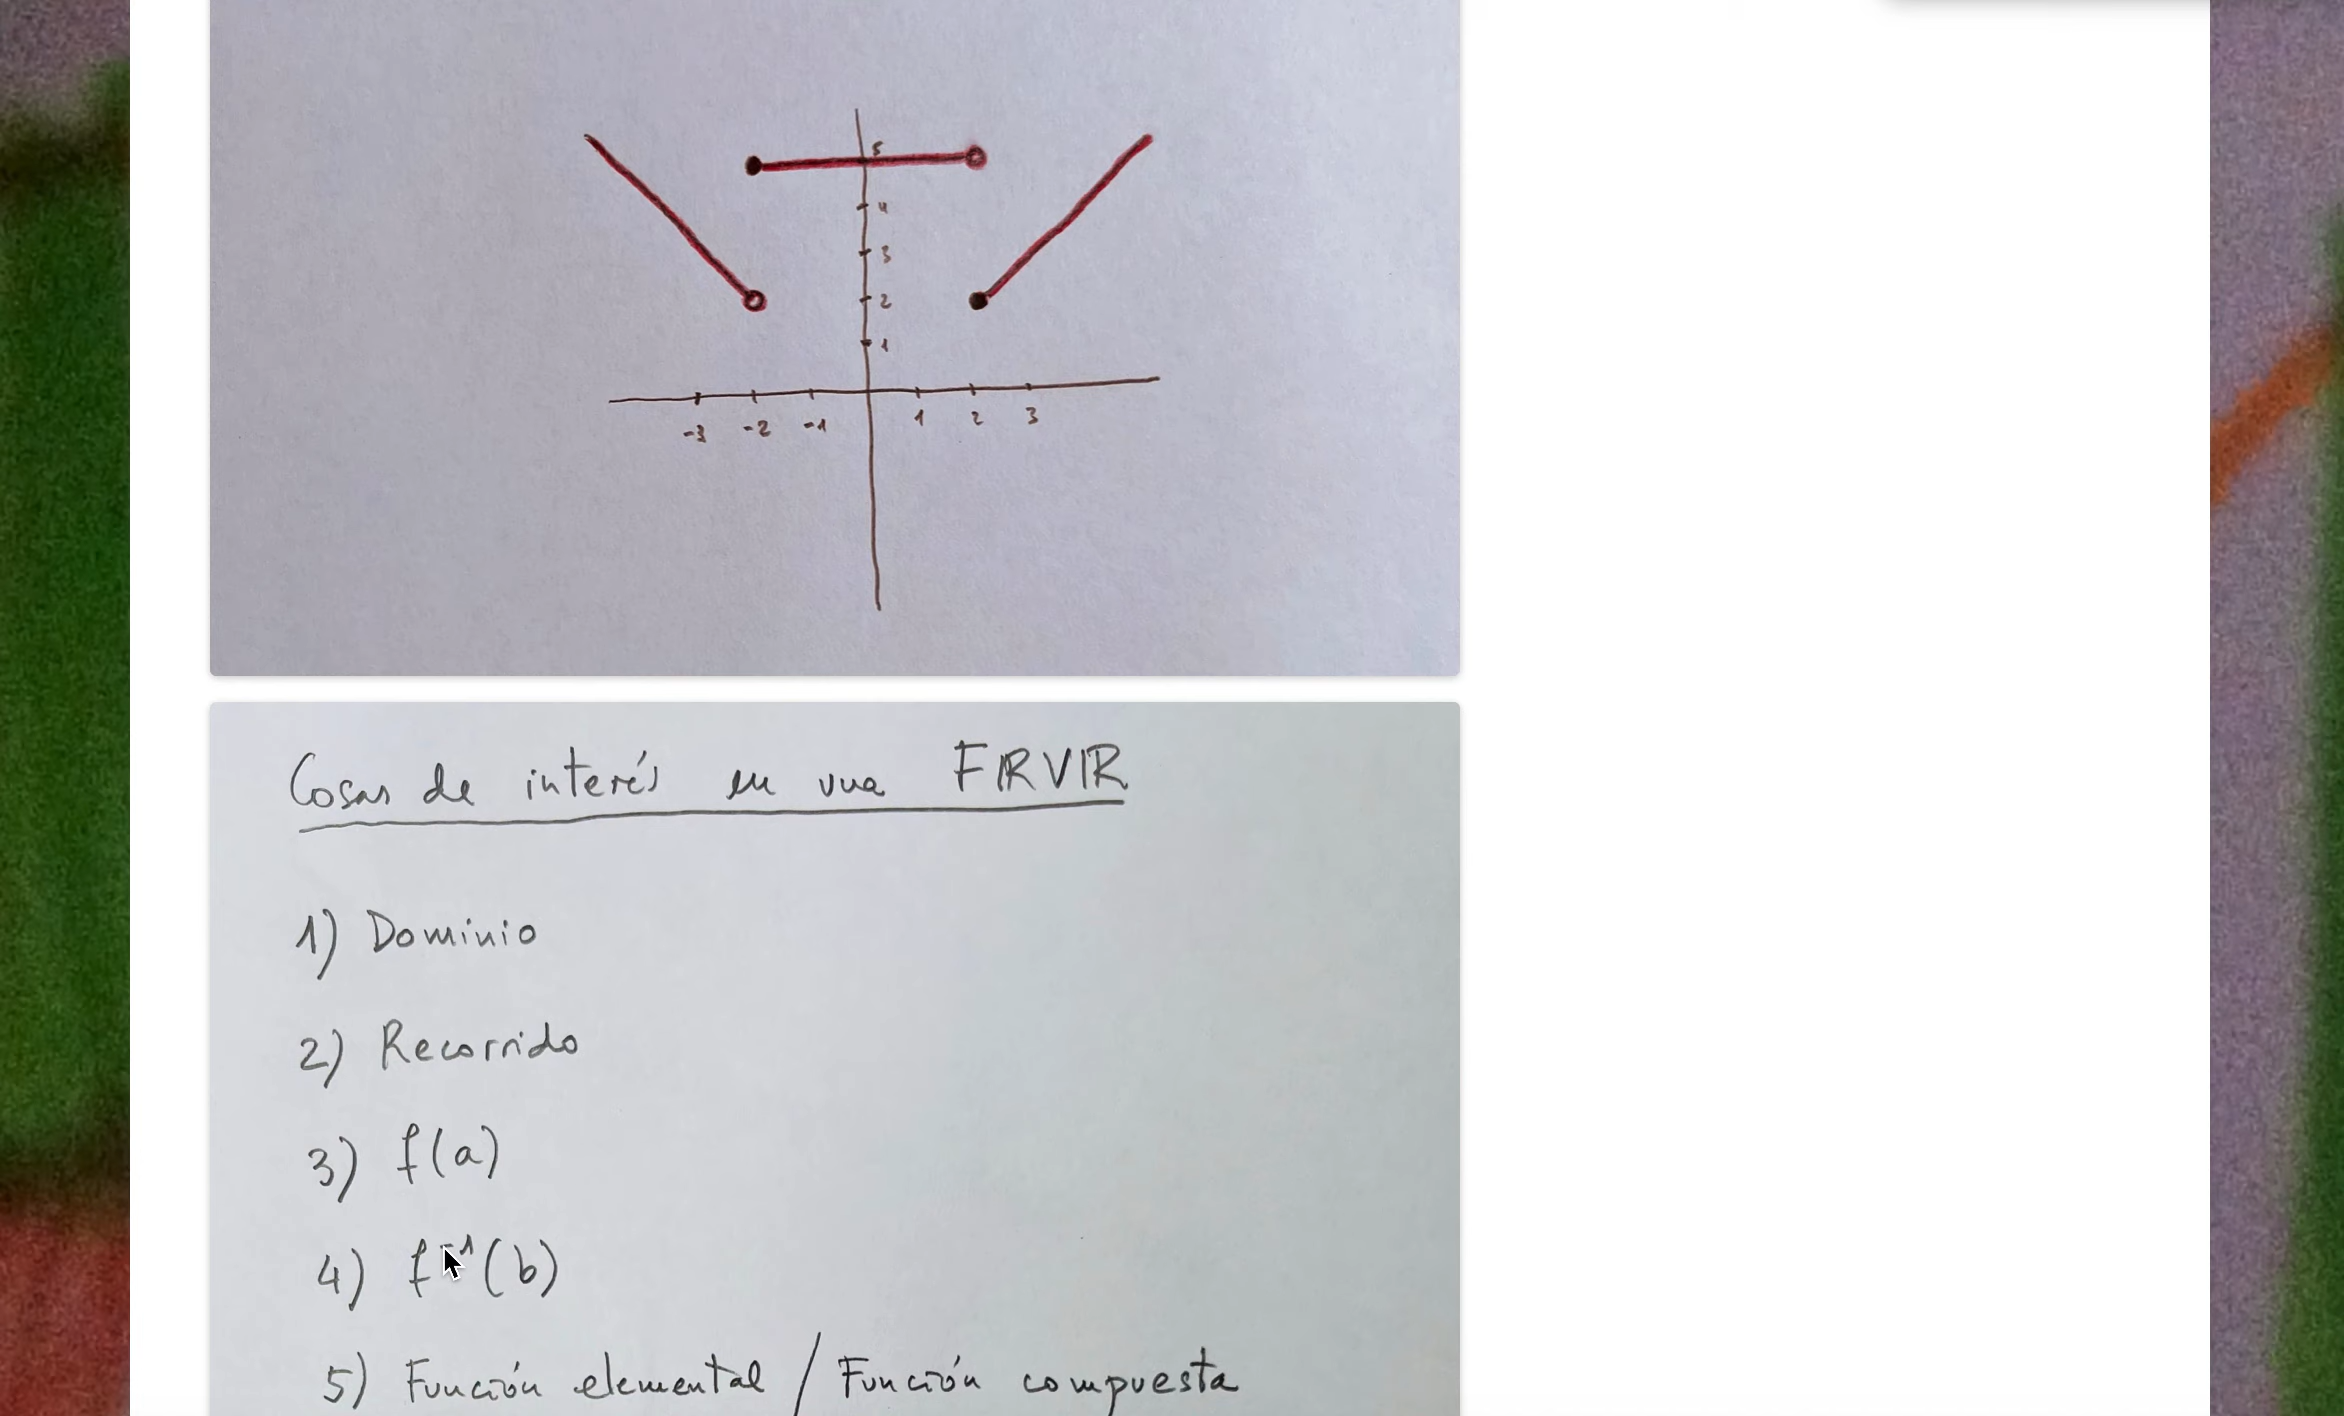 5
4
3
2
1
-3 -2 -1 1 2 3
Cosas de interés en una FIRVIR
1) Dominio
2) Recorrido
3) f(a)
4) f⁻¹(b)
5) Función elemental / Función compuesta